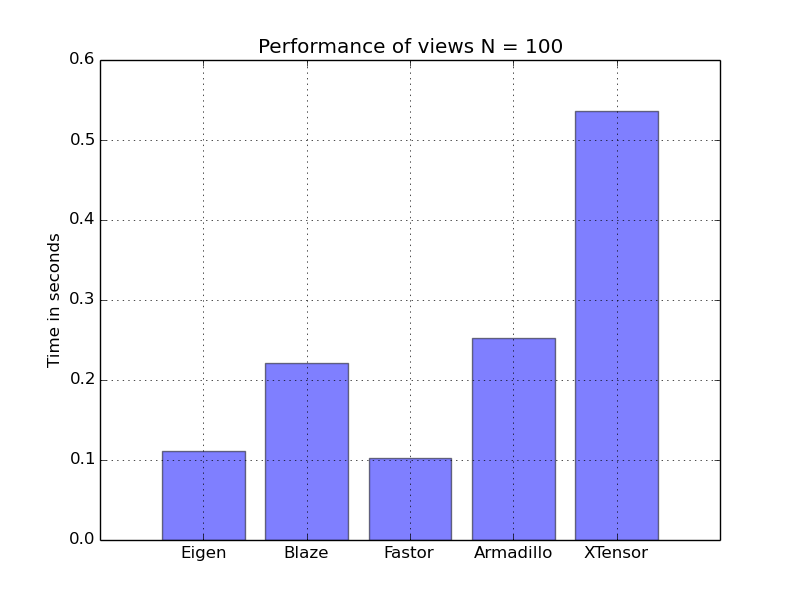 Performance of views N = 100
0.6
0.5
0.4
0.3
0.2
0.1
0.0
Time in seconds
Eigen
Blaze
Fastor
Armadillo
XTensor